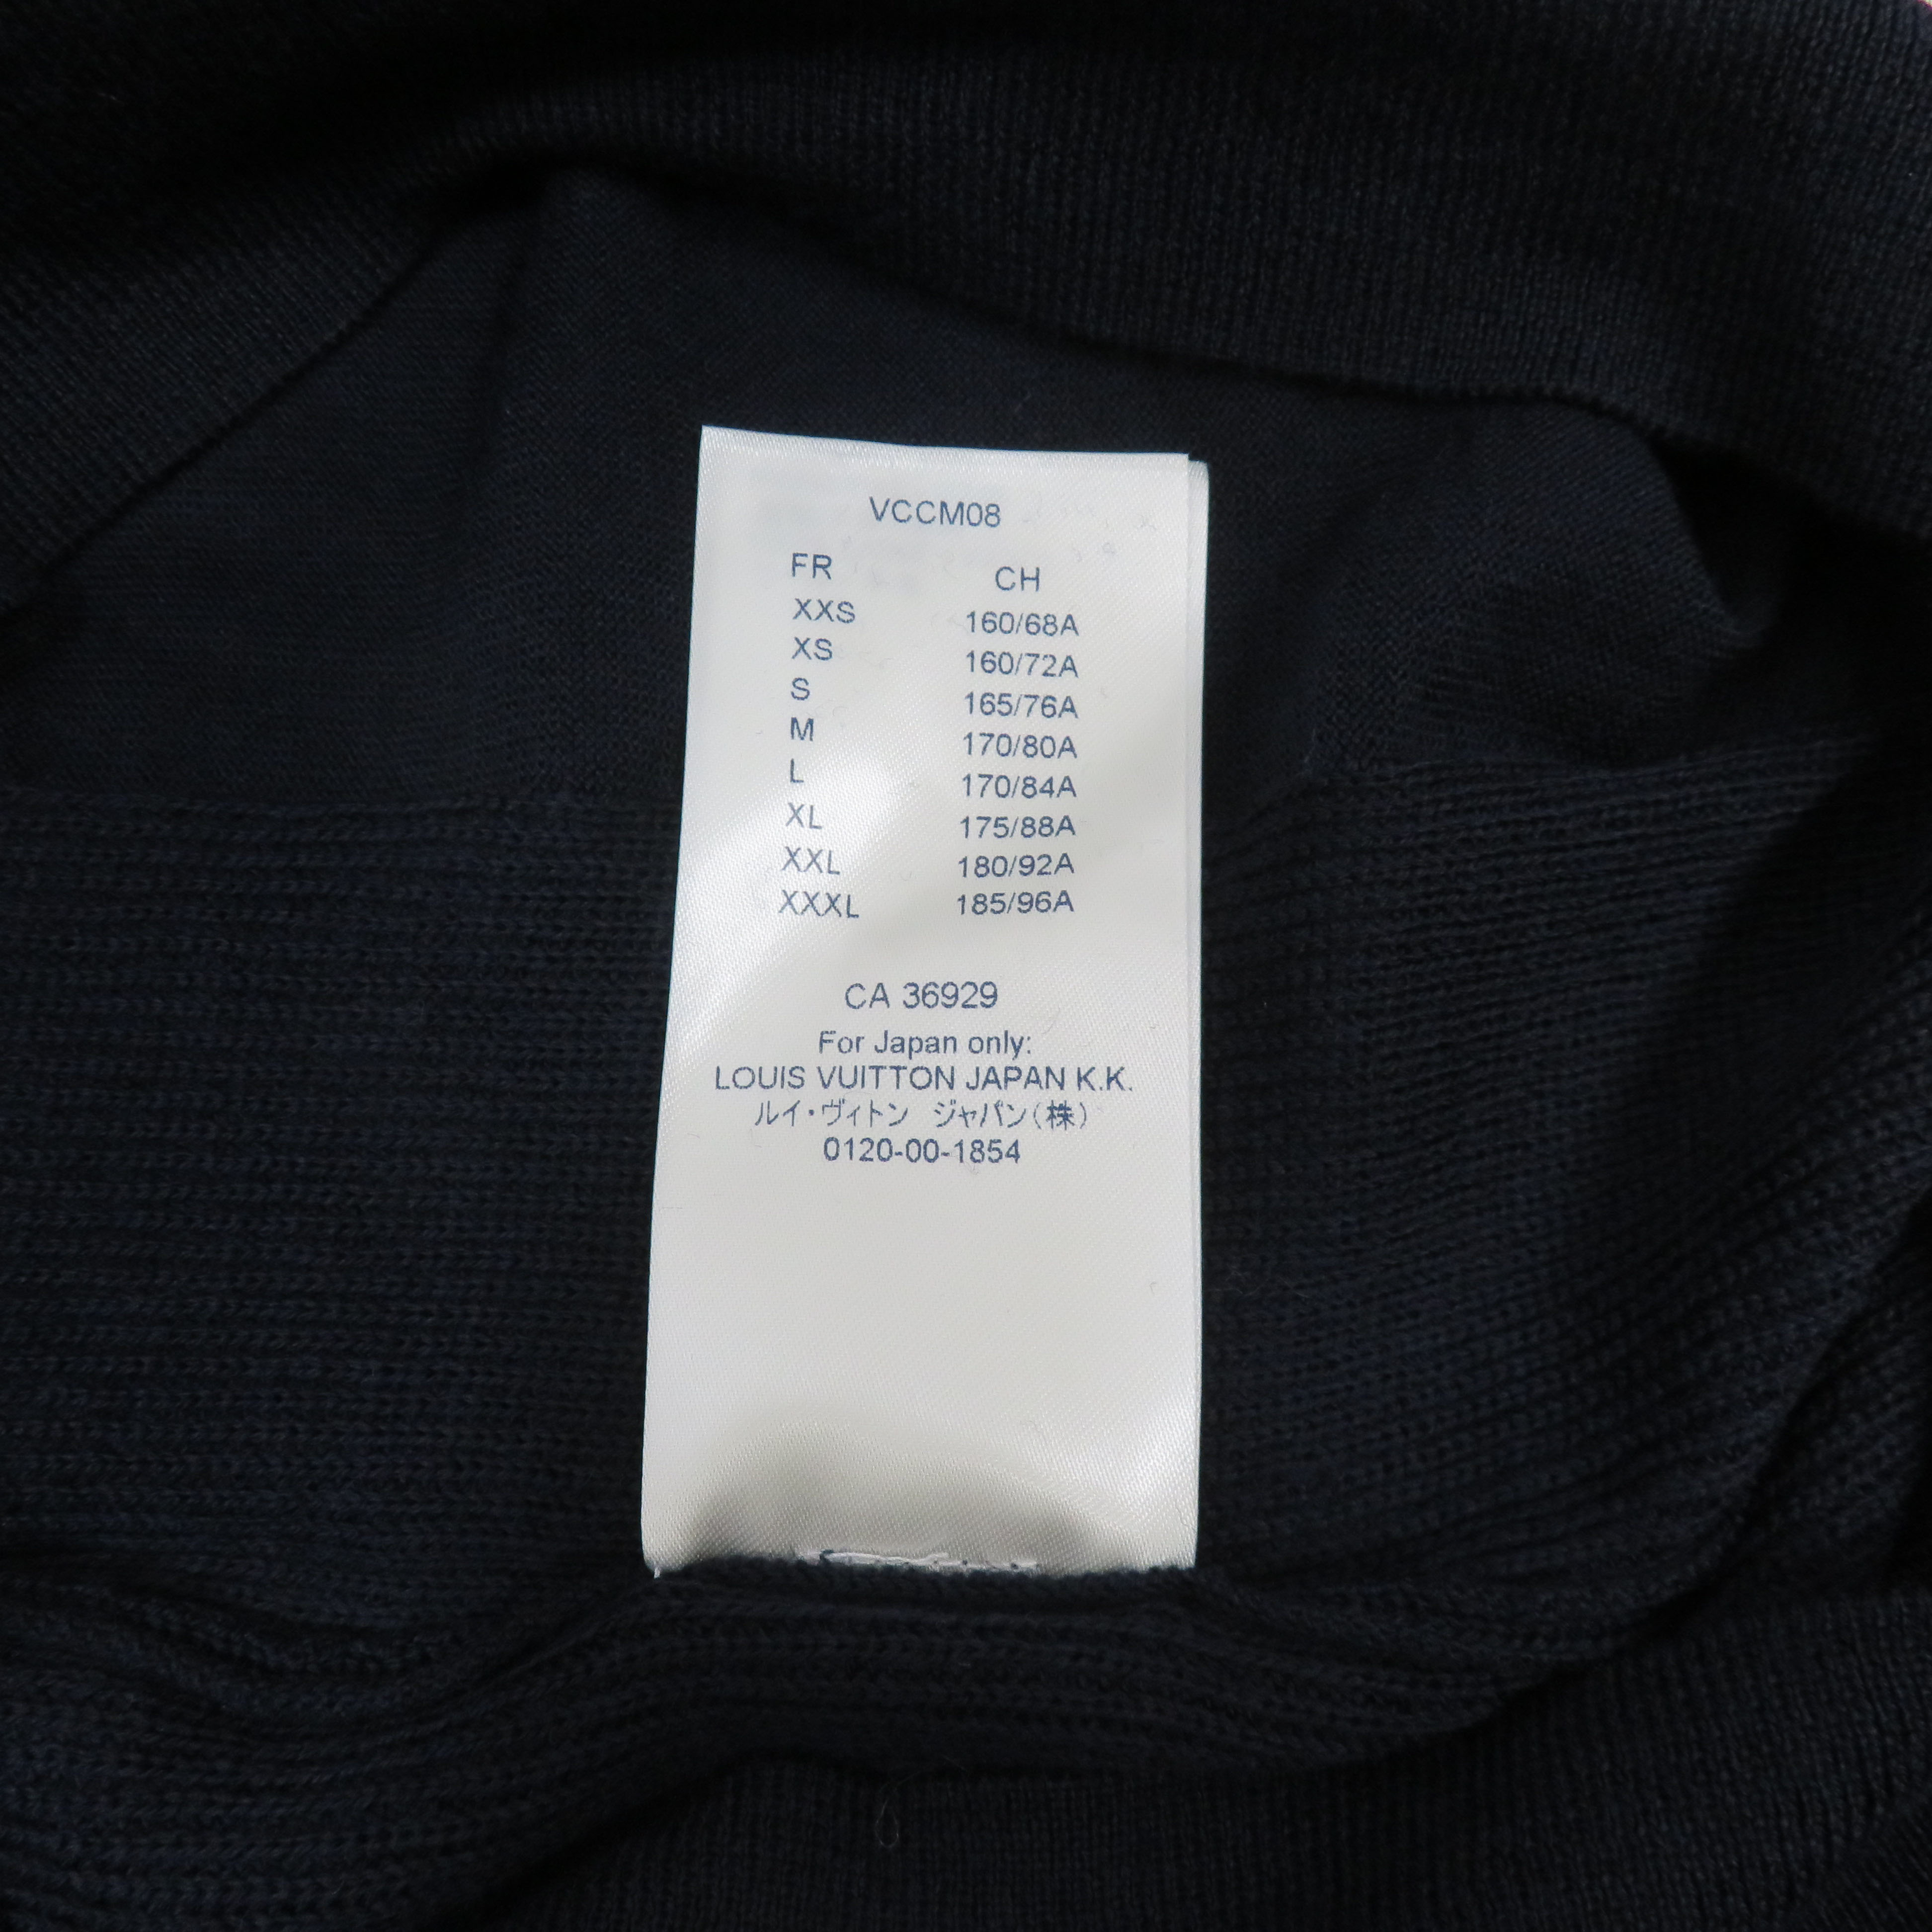 VCCM08
FR CH
XXS 160/68A
XS 160/72A
S 165/76A
M 170/80A
L 170/84A
XL 175/88A
XXL 180/92A
XXXL 185/96A
CA 36929
For Japan only:
LOUIS VUITTON JAPAN K.K.
ルイ・ヴィトン ジャパン(株)
0120-00-1854